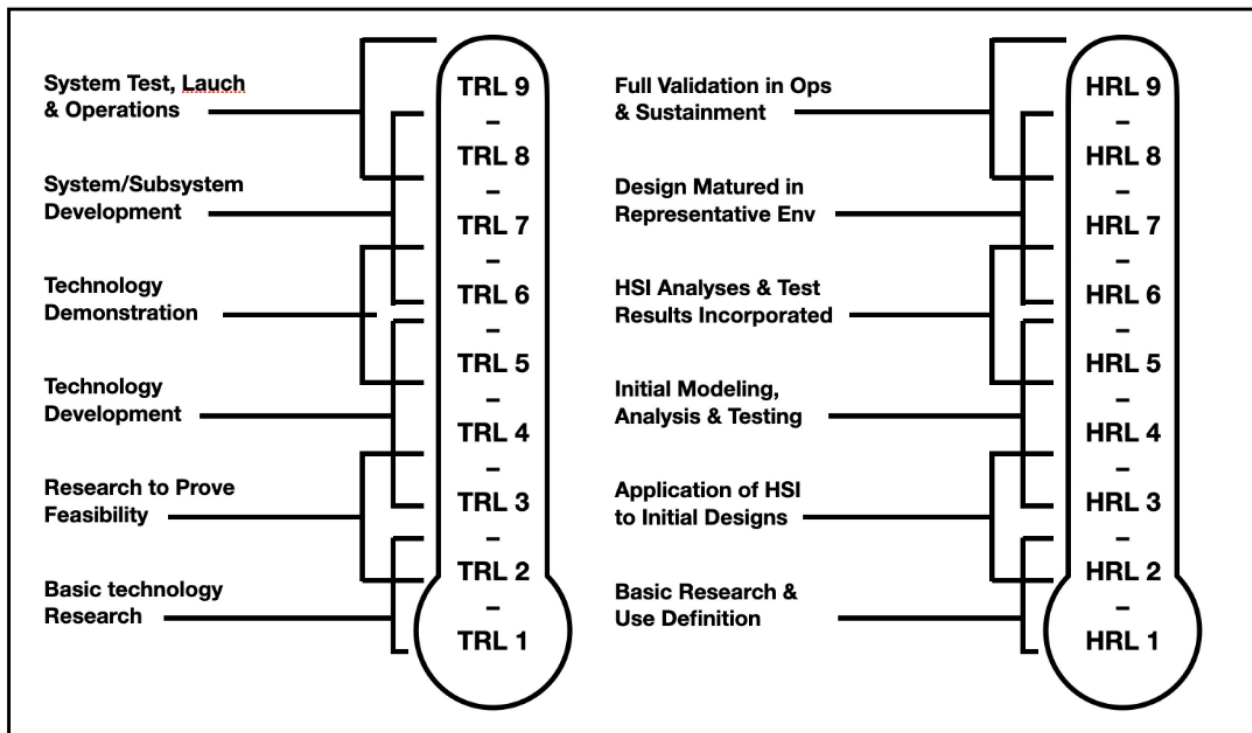 System Test, Lauch
& Operations
System/Subsystem
Development
Technology
Demonstration
Technology
Development
Research to Prove
Feasibility
Basic technology
Research
TRL 9
–
TRL 8
–
TRL 7
–
TRL 6
–
TRL 5
–
TRL 4
–
TRL 3
–
TRL 2
–
TRL 1
Full Validation in Ops
& Sustainment
Design Matured in
Representative Env
HSI Analyses & Test
Results Incorporated
Initial Modeling,
Analysis & Testing
Application of HSI
to Initial Designs
Basic Research &
Use Definition
HRL 9
–
HRL 8
–
HRL 7
–
HRL 6
–
HRL 5
–
HRL 4
–
HRL 3
–
HRL 2
–
HRL 1